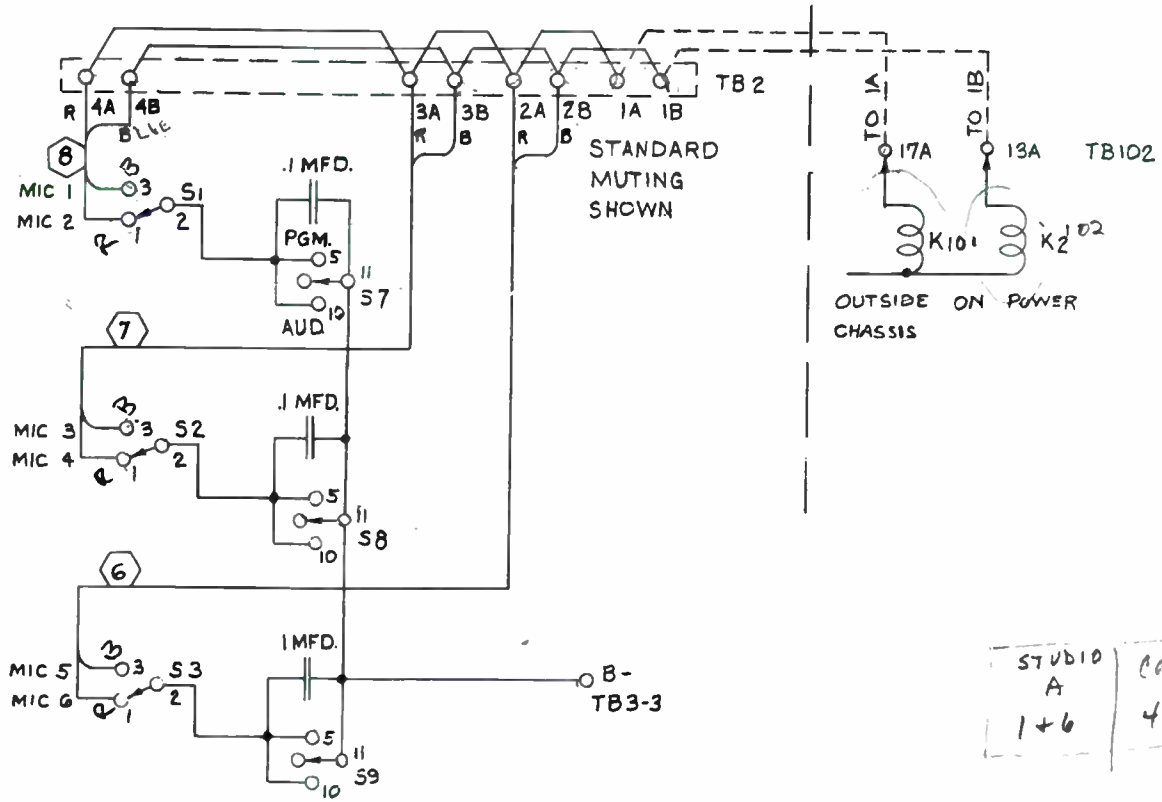 TB2
R 4A 4B 3A 3B 2A 2B 1A 1B
B R B R B
8
STANDARD
MUTING
SHOWN
TO 1A
TO 1B
17A 13A TB102
.1 MFD.
B
MIC 1 3 S1
MIC 2 1 2
R
PGM. 5
11
S7
10
AUD.
K101 K2 102
OUTSIDE ON POWER
CHASSIS
7
.1 MFD.
B
MIC 3 3 S2
MIC 4 1 2
R
5
11
S8
10
6
1 MFD.
B
MIC 5 3 S3
MIC 6 1 2
R
B-
TB3-3
5
11
S9
10
STUDIO
A
1 + 6 4